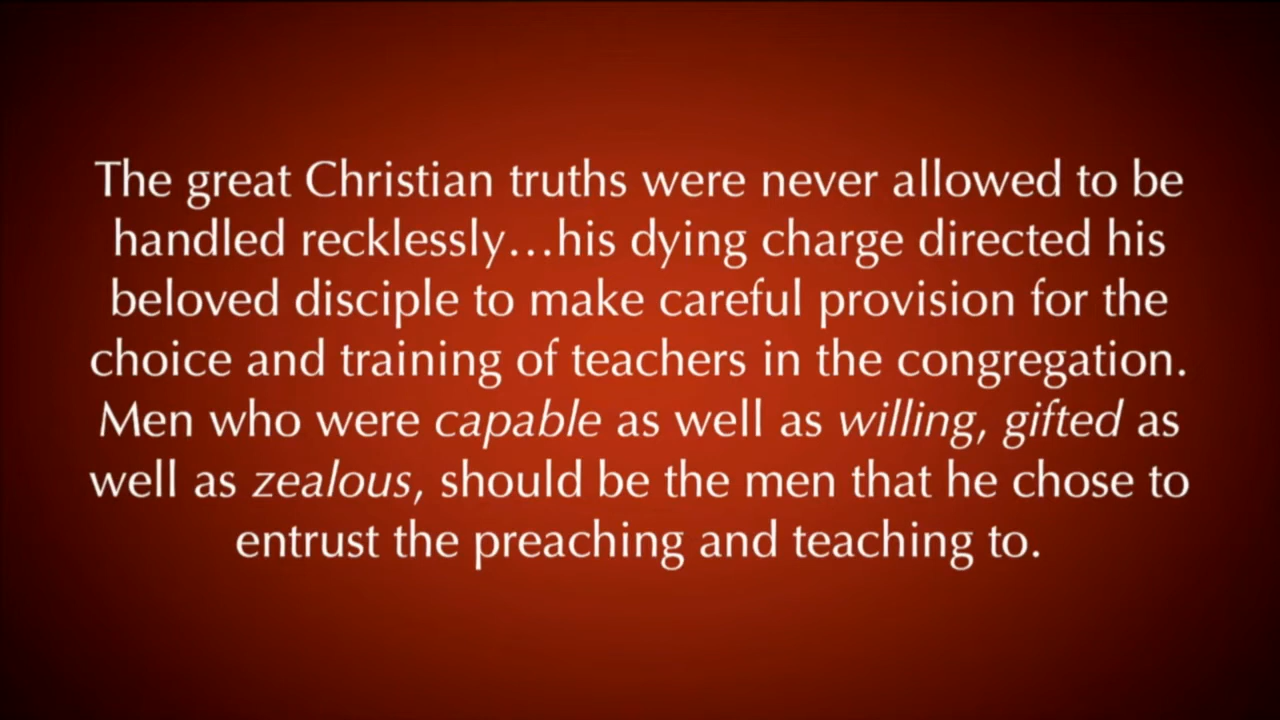 The great Christian truths were never allowed to be
handled recklessly…his dying charge directed his
beloved disciple to make careful provision for the
choice and training of teachers in the congregation.
Men who were capable as well as willing, gifted as
well as zealous, should be the men that he chose to
entrust the preaching and teaching to.